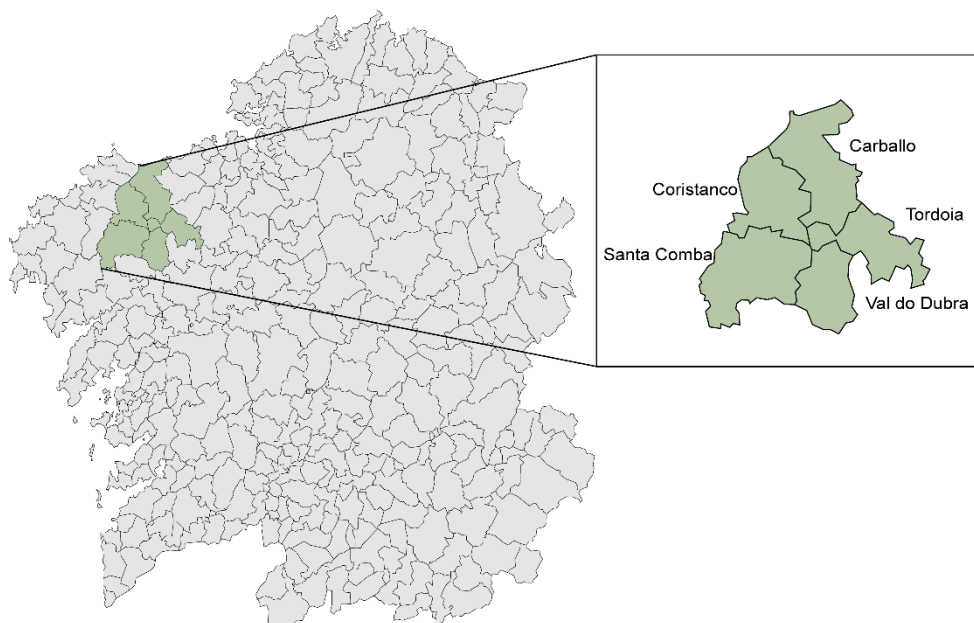 Carballo
Coristanco
Tordoia
Santa Comba
Val do Dubra